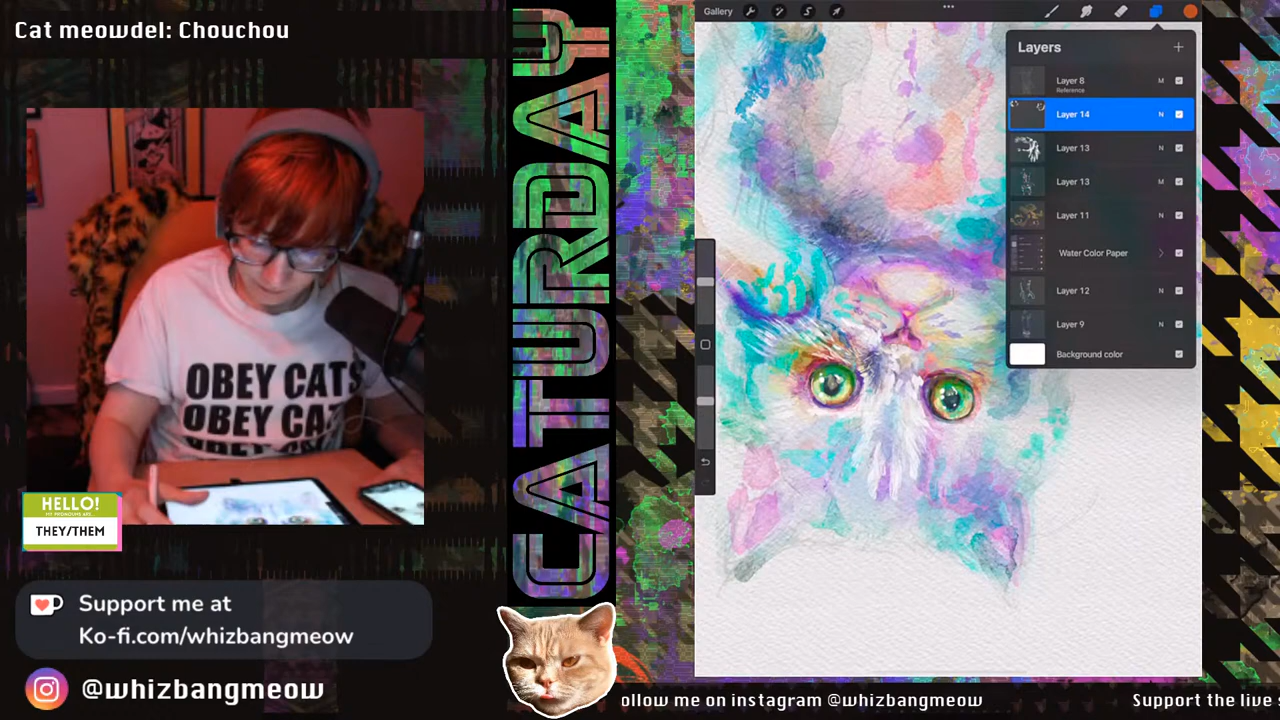 Cat meowdel: Chouchou
OBEY CATS
OBEY CA
HELLO!
THEY/THEM
Support me at
Ko-fi.com/whizbangmeow
@whizbangmeow
CATURDAY
Gallery
Layers
Layer 8 M
Reference
Layer 14 N
Layer 13 N
Layer 13 M
Layer 11 N
Water Color Paper
Layer 12 N
Layer 9 N
Background color
ollow me on instagram @whizbangmeow
Support the live